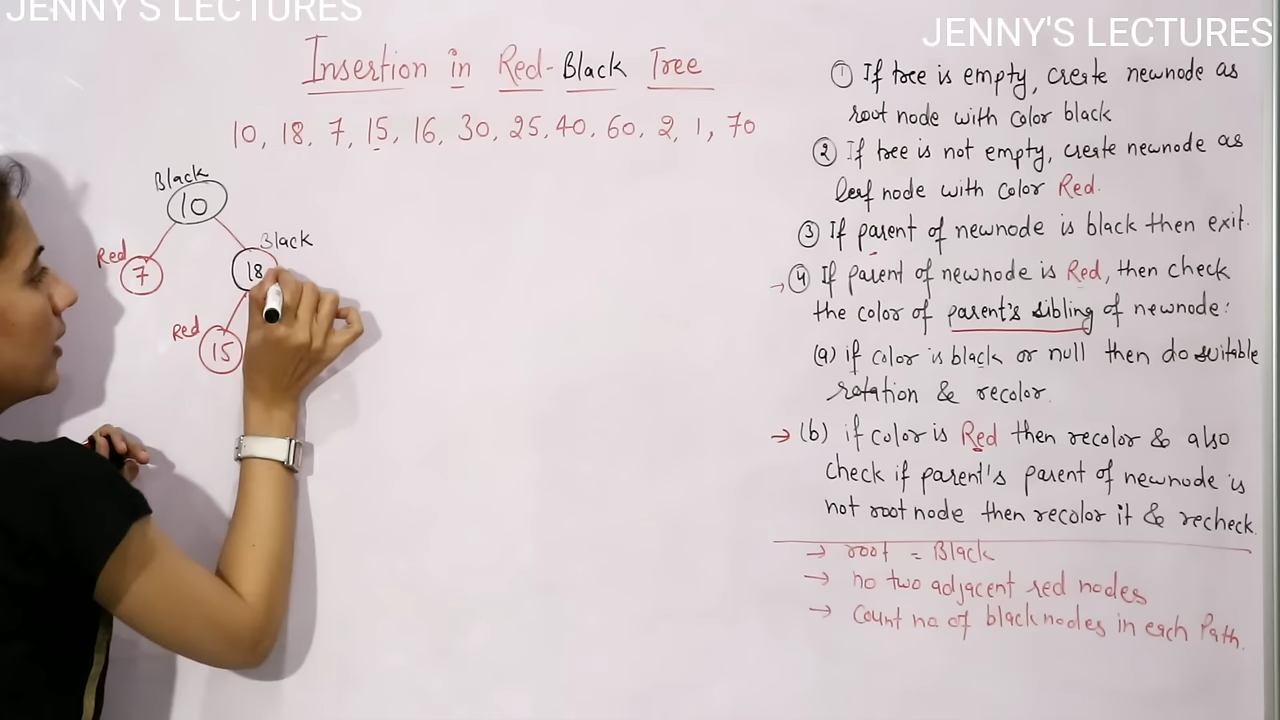 JENNY'S LECTURES
JENNY'S LECTURES
Insertion in Red-Black Tree
10, 18, 7, 15, 16, 30, 25, 40, 60, 2, 1, 70
Black
10
Red
7
Black
18
Red
15
① If tree is empty, create newnode as
root node with color black
② If tree is not empty, create newnode as
leaf node with color Red.
③ If parent of newnode is black then exit.
→ ④ If parent of newnode is Red, then check
the color of parent's sibling of newnode:
(a) if color is black or null then do suitable
rotation & recolor.
→ (b) if color is Red then recolor & also
check if parent's parent of newnode is
not root node then recolor it & recheck
→ root = Black
→ no two adjacent red nodes
→ Count no of black nodes in each Path.